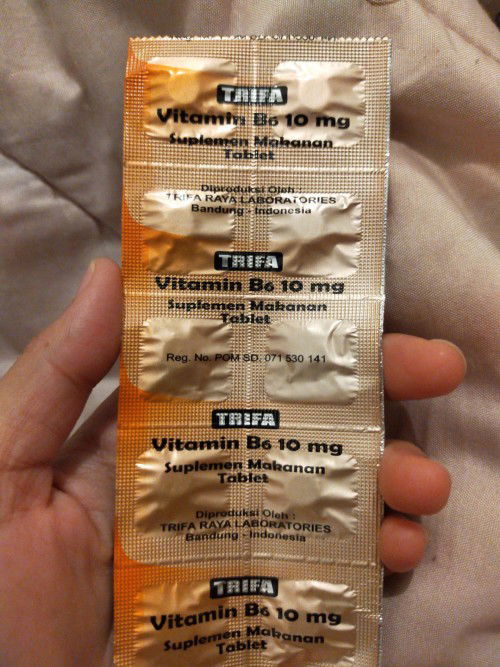 TRIFA
Vitamin B6 10 mg
Suplemen Makanan
Tablet
Diproduksi Oleh :
TRIFA RAYA LABORATORIES
Bandung - Indonesia
TRIFA
Vitamin B6 10 mg
Suplemen Makanan
Tablet
Reg. No. POM SD. 071 530 141
TRIFA
Vitamin B6 10 mg
Suplemen Makanan
Tablet
Diproduksi Oleh :
TRIFA RAYA LABORATORIES
Bandung - Indonesia
TRIFA
Vitamin B6 10 mg
Suplemen Makanan
Tablet